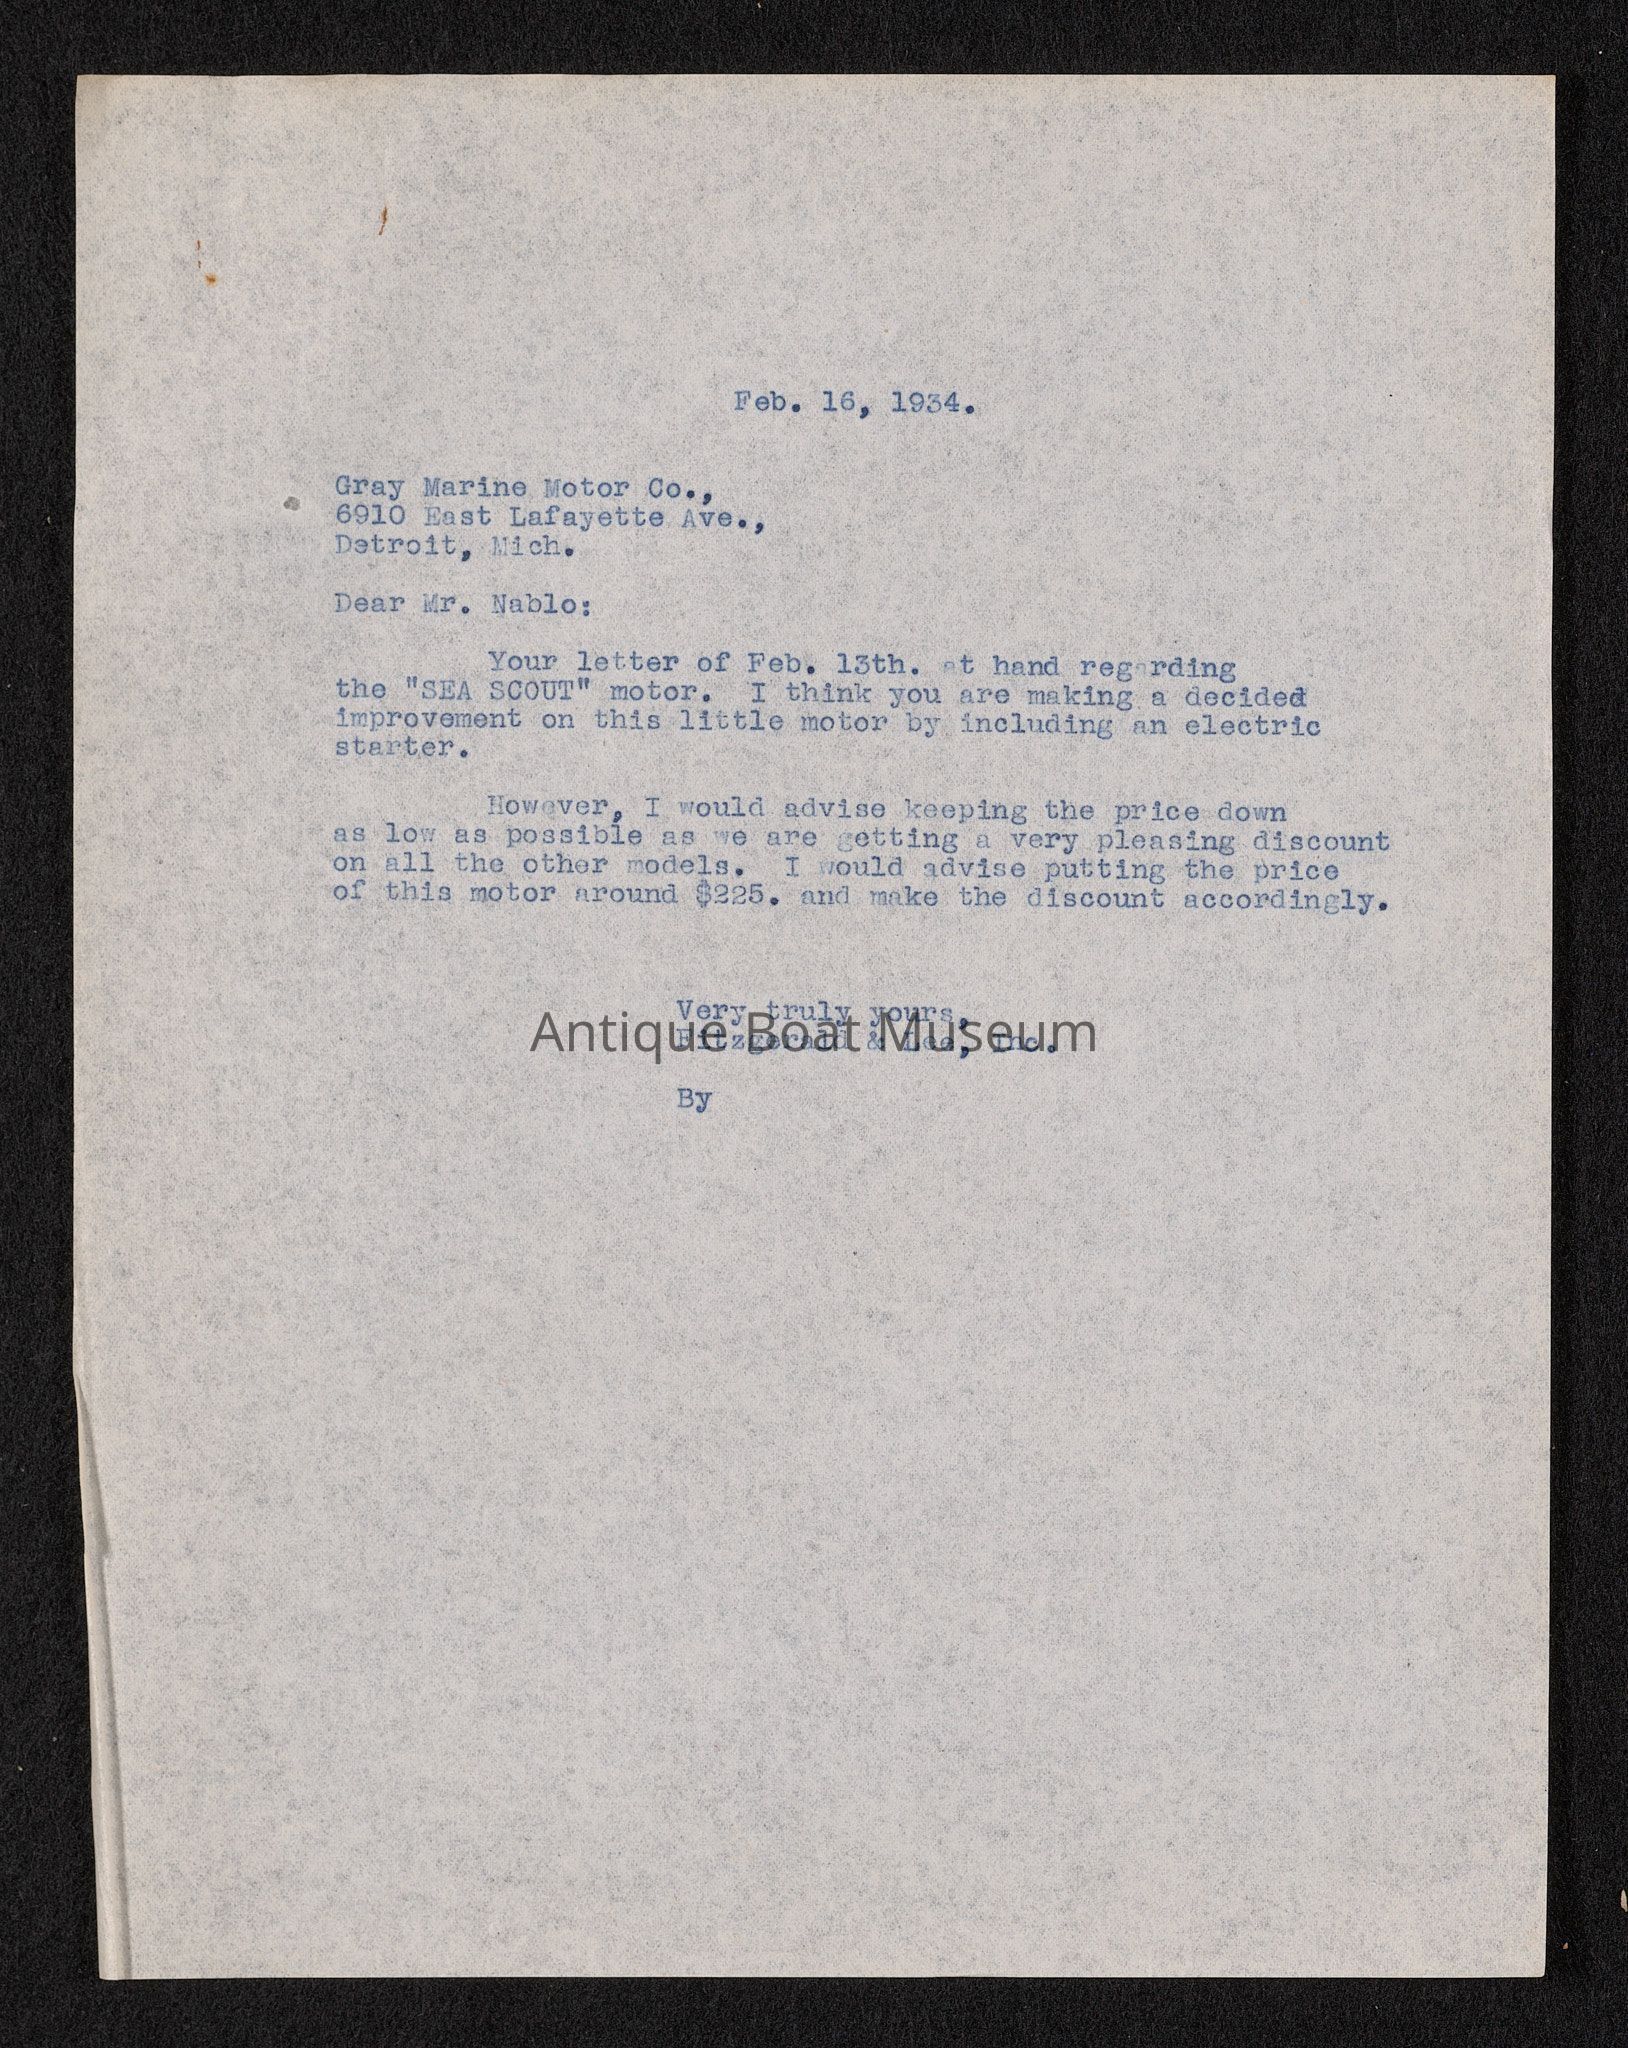 Feb. 16, 1934.
Gray Marine Motor Co.,
6910 East Lafayette Ave.,
Detroit, Mich.
Dear Mr. Nablo:
Your letter of Feb. 13th. at hand regarding
the "SEA SCOUT" motor. I think you are making a decided
improvement on this little motor by including an electric
starter.
However, I would advise keeping the price down
as low as possible as we are getting a very pleasing discount
on all the other models. I would advise putting the price
of this motor around $225. and make the discount accordingly.
Very truly yours,
Fitzgerald & Lee, Inc.
Antique Boat Museum
By